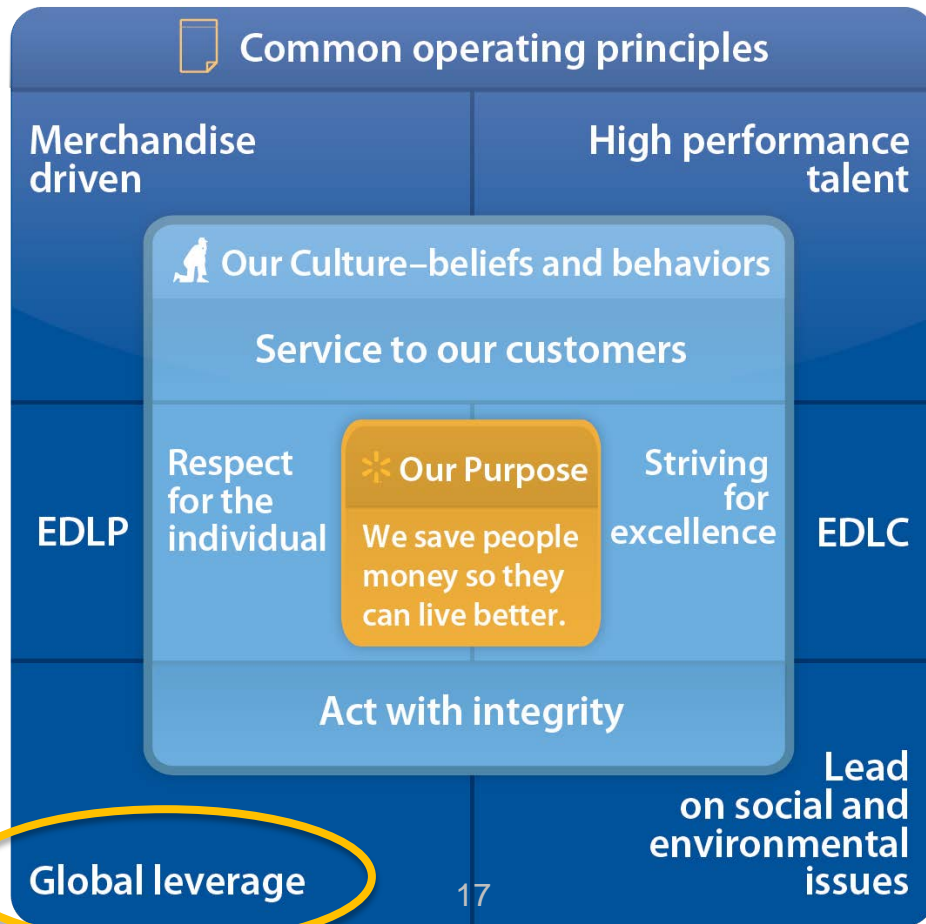 Common operating principles
Merchandise
driven
High performance
talent
Our Culture–beliefs and behaviors
Service to our customers
EDLP
Respect
for the
individual
Our Purpose
We save people
money so they
can live better.
Striving
for
excellence
EDLC
Act with integrity
Global leverage
Lead
on social and
environmental
issues
17